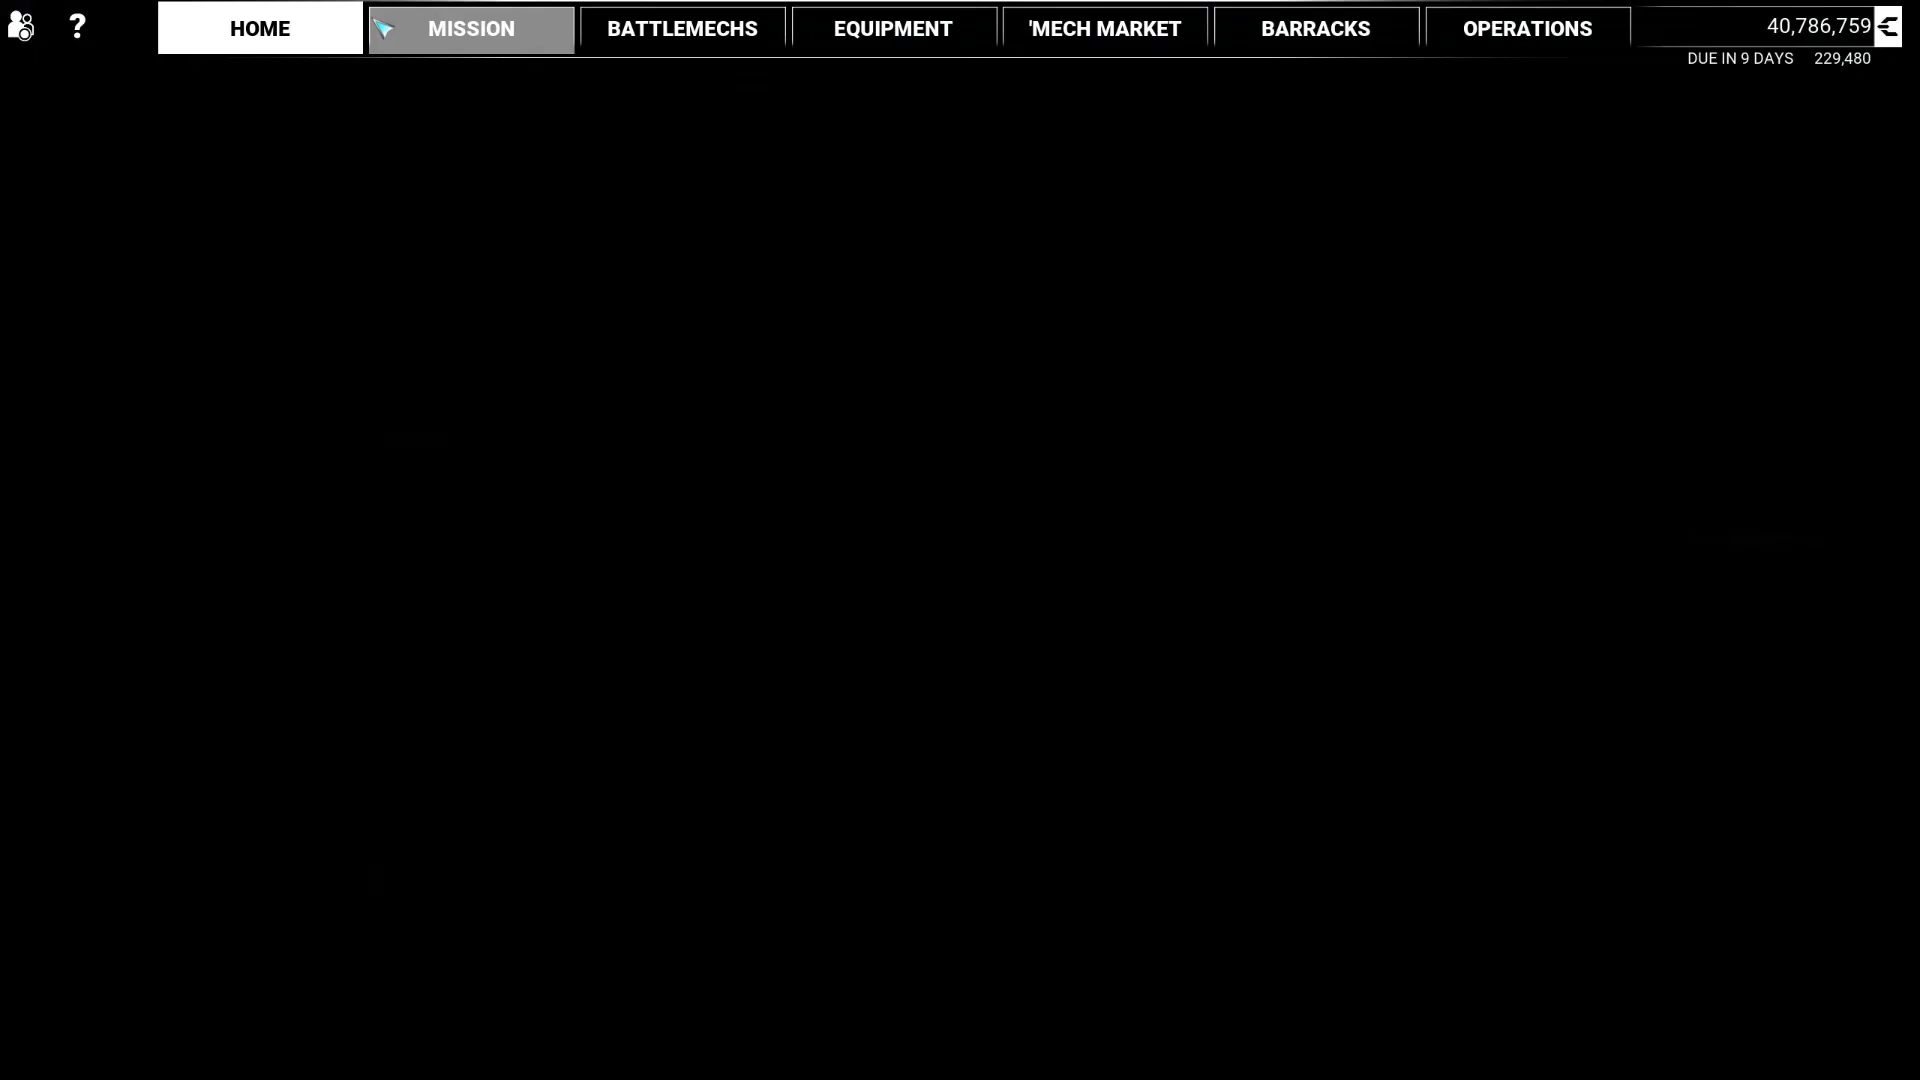 ?
HOME
MISSION
BATTLEMECHS
EQUIPMENT
'MECH MARKET
BARRACKS
OPERATIONS
40,786,759
DUE IN 9 DAYS 229,480